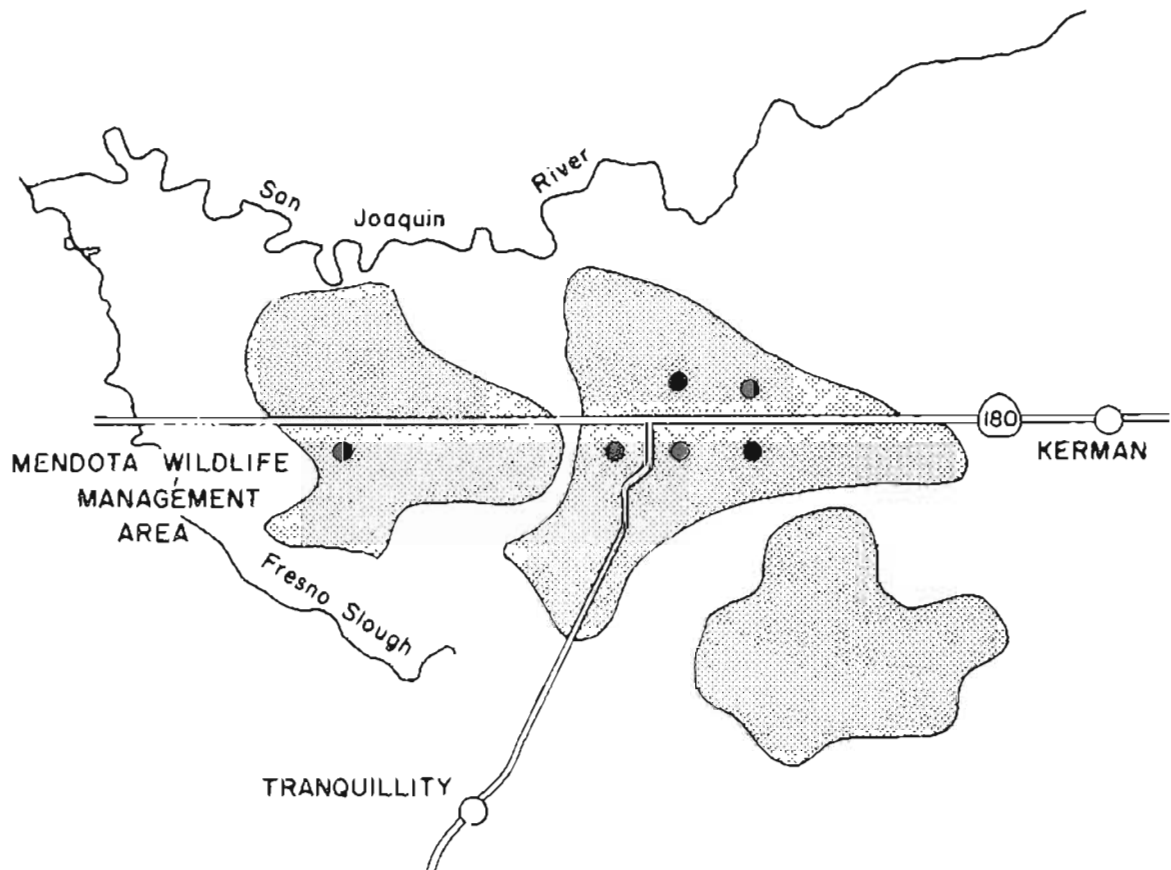 San
Joaquin
River
180
KERMAN
MENDOTA WILDLIFE
MANAGEMENT
AREA
Fresno Slough
TRANQUILLITY